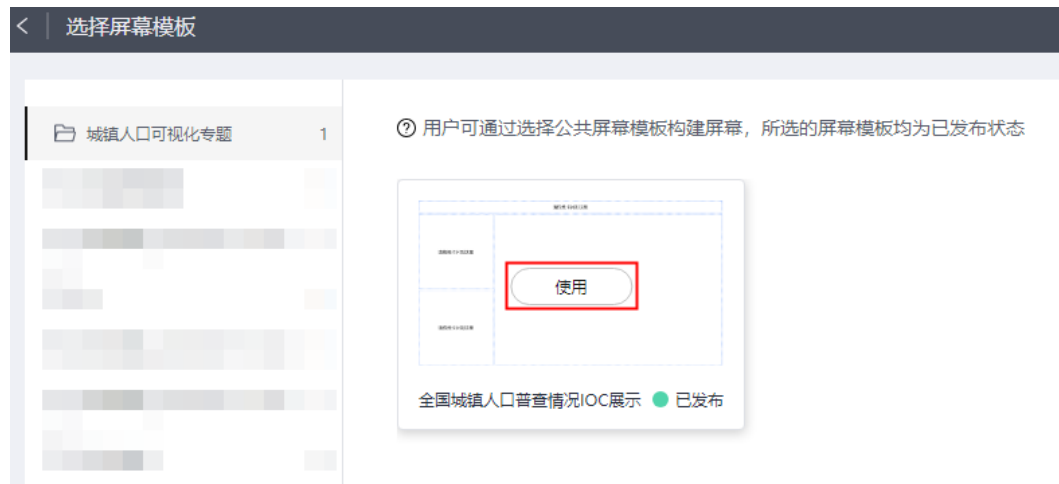 选择屏幕模板
城镇人口可视化专题 1
用户可通过选择公共屏幕模板构建屏幕，所选的屏幕模板均为已发布状态
使用
全国城镇人口普查情况IOC展示 已发布